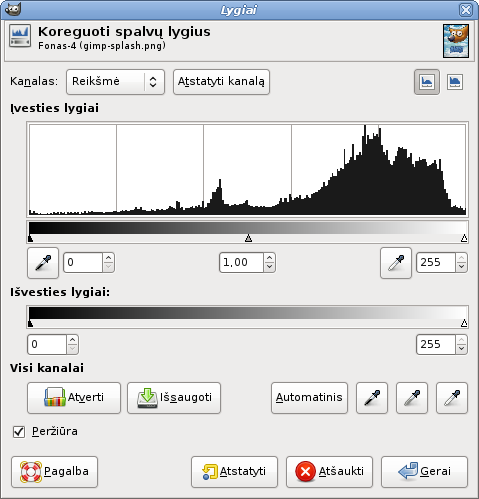 Lygiai
Koreguoti spalvų lygius
Fonas-4 (gimp-splash.png)
Kanalas: Reikšmė Atstatyti kanalą
Įvesties lygiai
0 1,00 255
Išvesties lygiai:
0 255
Visi kanalai
Atverti Išsaugoti Automatinis
Peržiūra
Pagalba Atstatyti Atšaukti Gerai